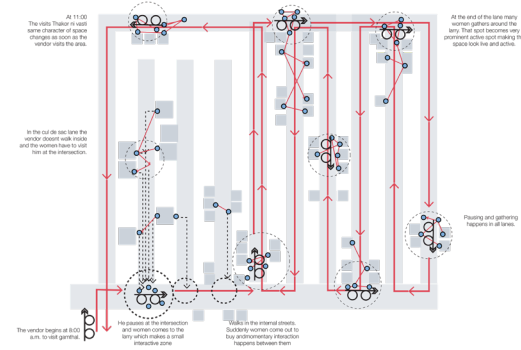 At 11:00
The visits Thakor ni vasti
same character of space
changes as soon as the
vendor visits the area.
At the end of the lane many
women gathers around the
larry. That spot becomes very
prominent active spot making th
space look live and active.
In the cul de sac lane the
vendor doesnt walk inside
and the women have to visit
him at the intersection.
Pausing and gathering
happens in all lanes.
The vendor begins at 8:00
a.m. to visit gamthal.
He pauses at the intersection
and women comes to the
larry which makes a small
interactive zone
Walks in the internal streets.
Suddenly women come out to
buy andmomentary interaction
happens between them